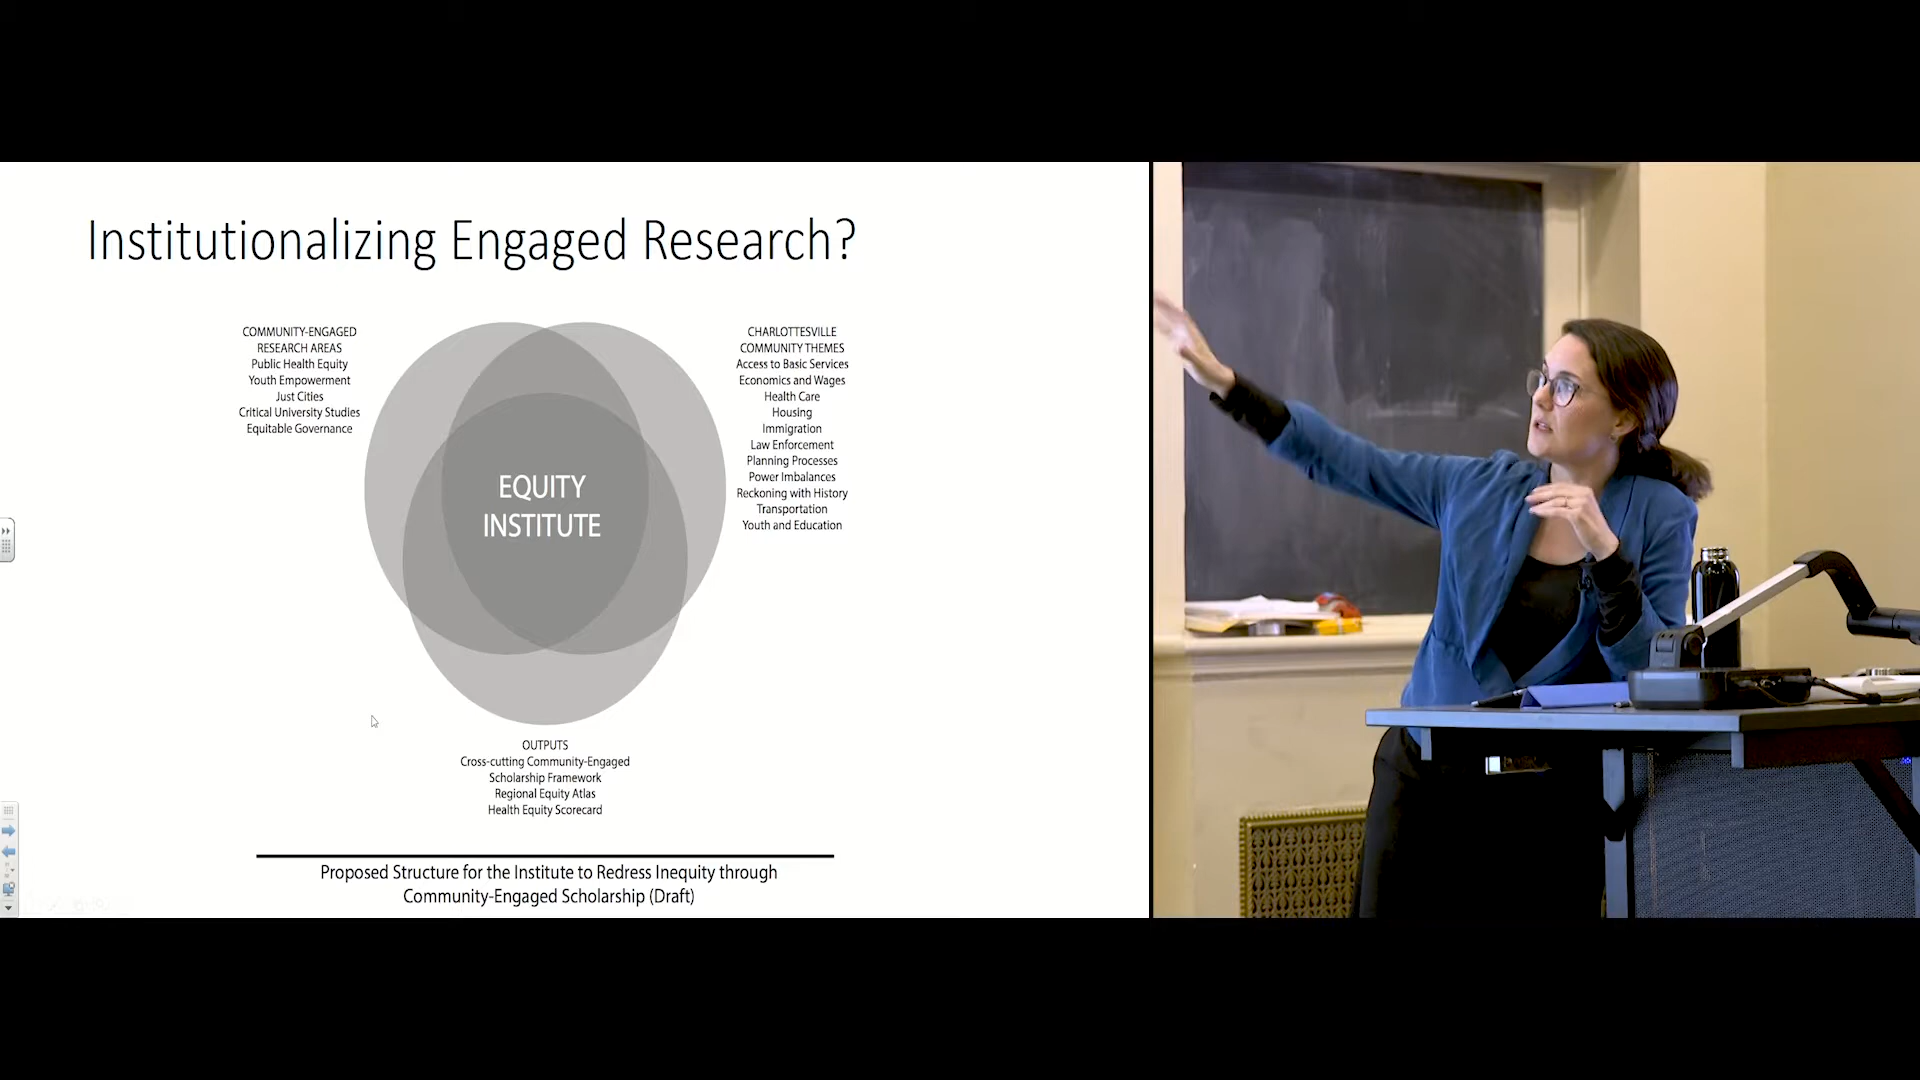 Institutionalizing Engaged Research?
COMMUNITY-ENGAGED
RESEARCH AREAS
Public Health Equity
Youth Empowerment
Just Cities
Critical University Studies
Equitable Governance
CHARLOTTESVILLE
COMMUNITY THEMES
Access to Basic Services
Economics and Wages
Health Care
Housing
Immigration
Law Enforcement
Planning Processes
Power Imbalances
Reckoning with History
Transportation
Youth and Education
EQUITY
INSTITUTE
OUTPUTS
Cross-cutting Community-Engaged
Scholarship Framework
Regional Equity Atlas
Health Equity Scorecard
Proposed Structure for the Institute to Redress Inequity through
Community-Engaged Scholarship (Draft)